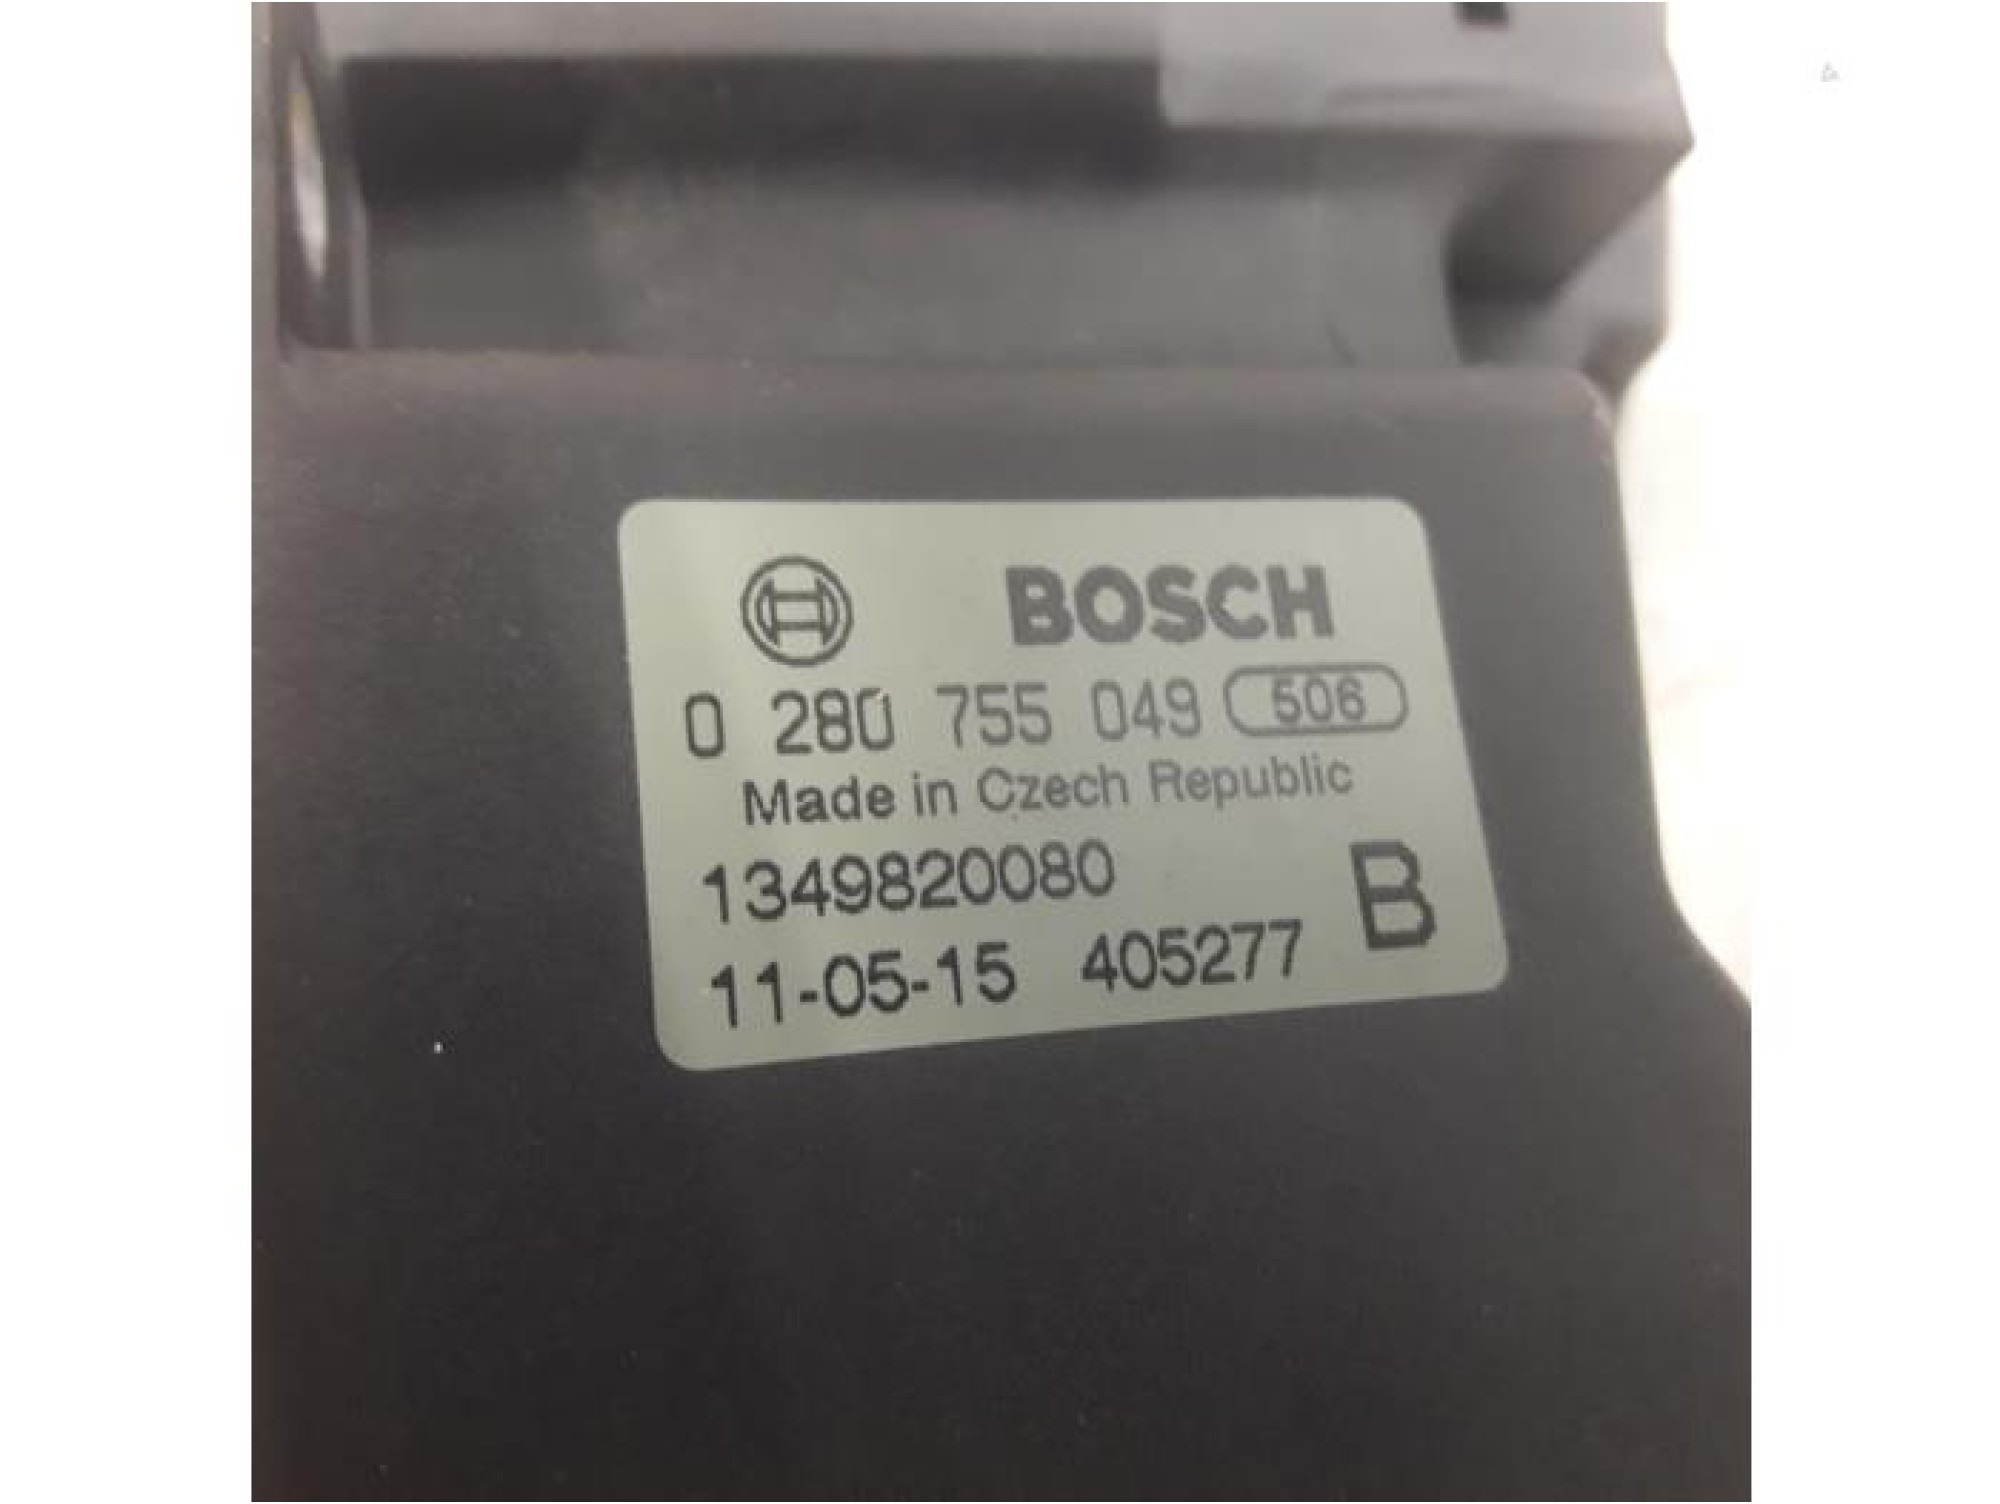 BOSCH
0 280 755 049 506
Made in Czech Republic
1349820080
11-05-15 405277 B